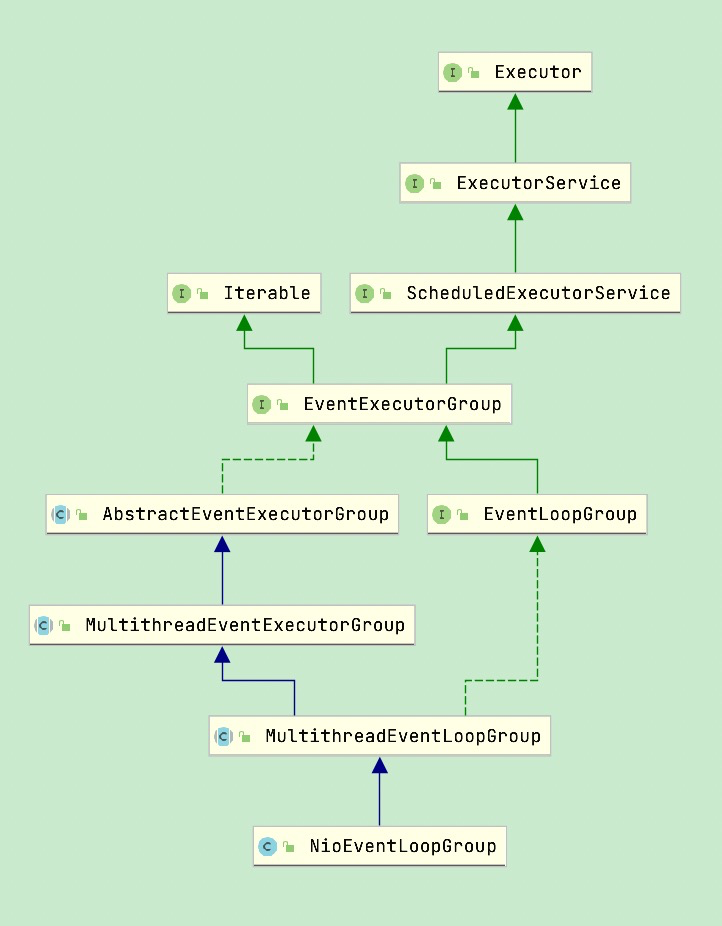 Executor
ExecutorService
Iterable
ScheduledExecutorService
EventExecutorGroup
AbstractEventExecutorGroup
EventLoopGroup
MultithreadEventExecutorGroup
MultithreadEventLoopGroup
NioEventLoopGroup